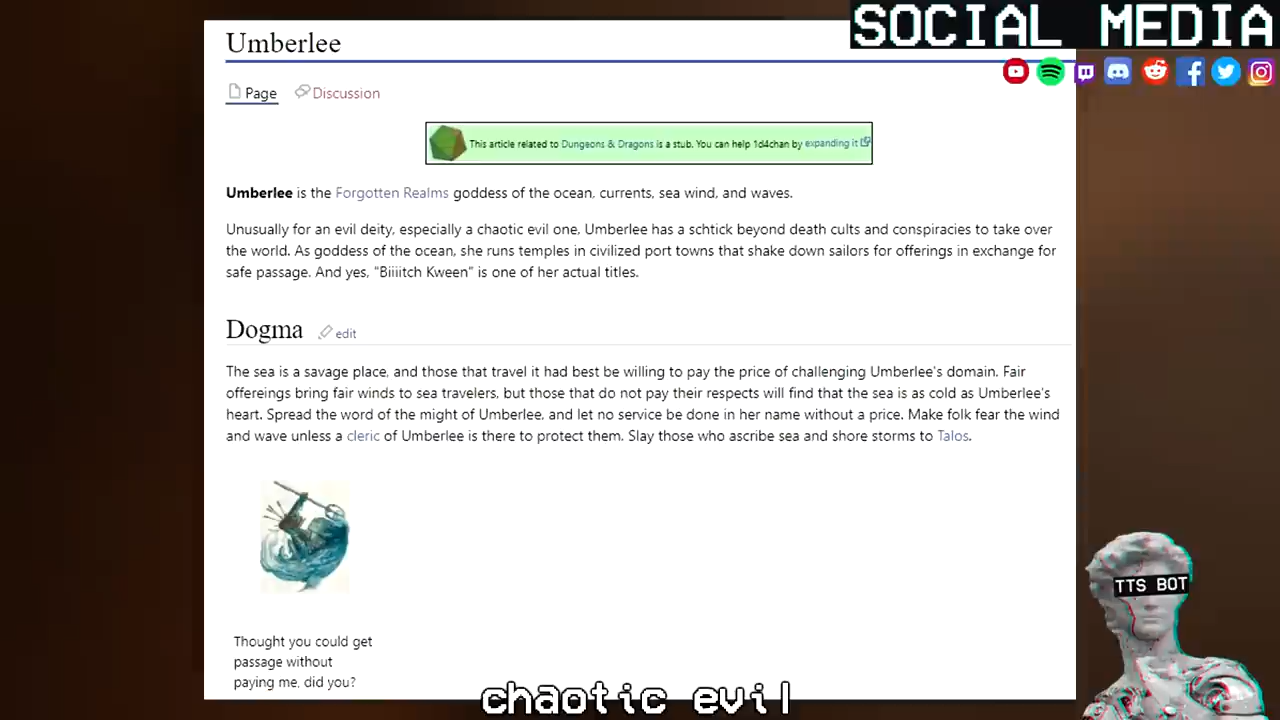 SOCIAL MEDIA
Umberlee
Page
Discussion
This article related to Dungeons & Dragons is a stub. You can help 1d4chan by expanding it
Umberlee is the Forgotten Realms goddess of the ocean, currents, sea wind, and waves.
Unusually for an evil deity, especially a chaotic evil one, Umberlee has a schtick beyond death cults and conspiracies to take over
the world. As goddess of the ocean, she runs temples in civilized port towns that shake down sailors for offerings in exchange for
safe passage. And yes, "Biiiitch Kween" is one of her actual titles.
Dogma
edit
The sea is a savage place, and those that travel it had best be willing to pay the price of challenging Umberlee's domain. Fair
offereings bring fair winds to sea travelers, but those that do not pay their respects will find that the sea is as cold as Umberlee's
heart. Spread the word of the might of Umberlee, and let no service be done in her name without a price. Make folk fear the wind
and wave unless a cleric of Umberlee is there to protect them. Slay those who ascribe sea and shore storms to Talos.
TTS BOT
Thought you could get
passage without
paying me, did you?
chaotic evil